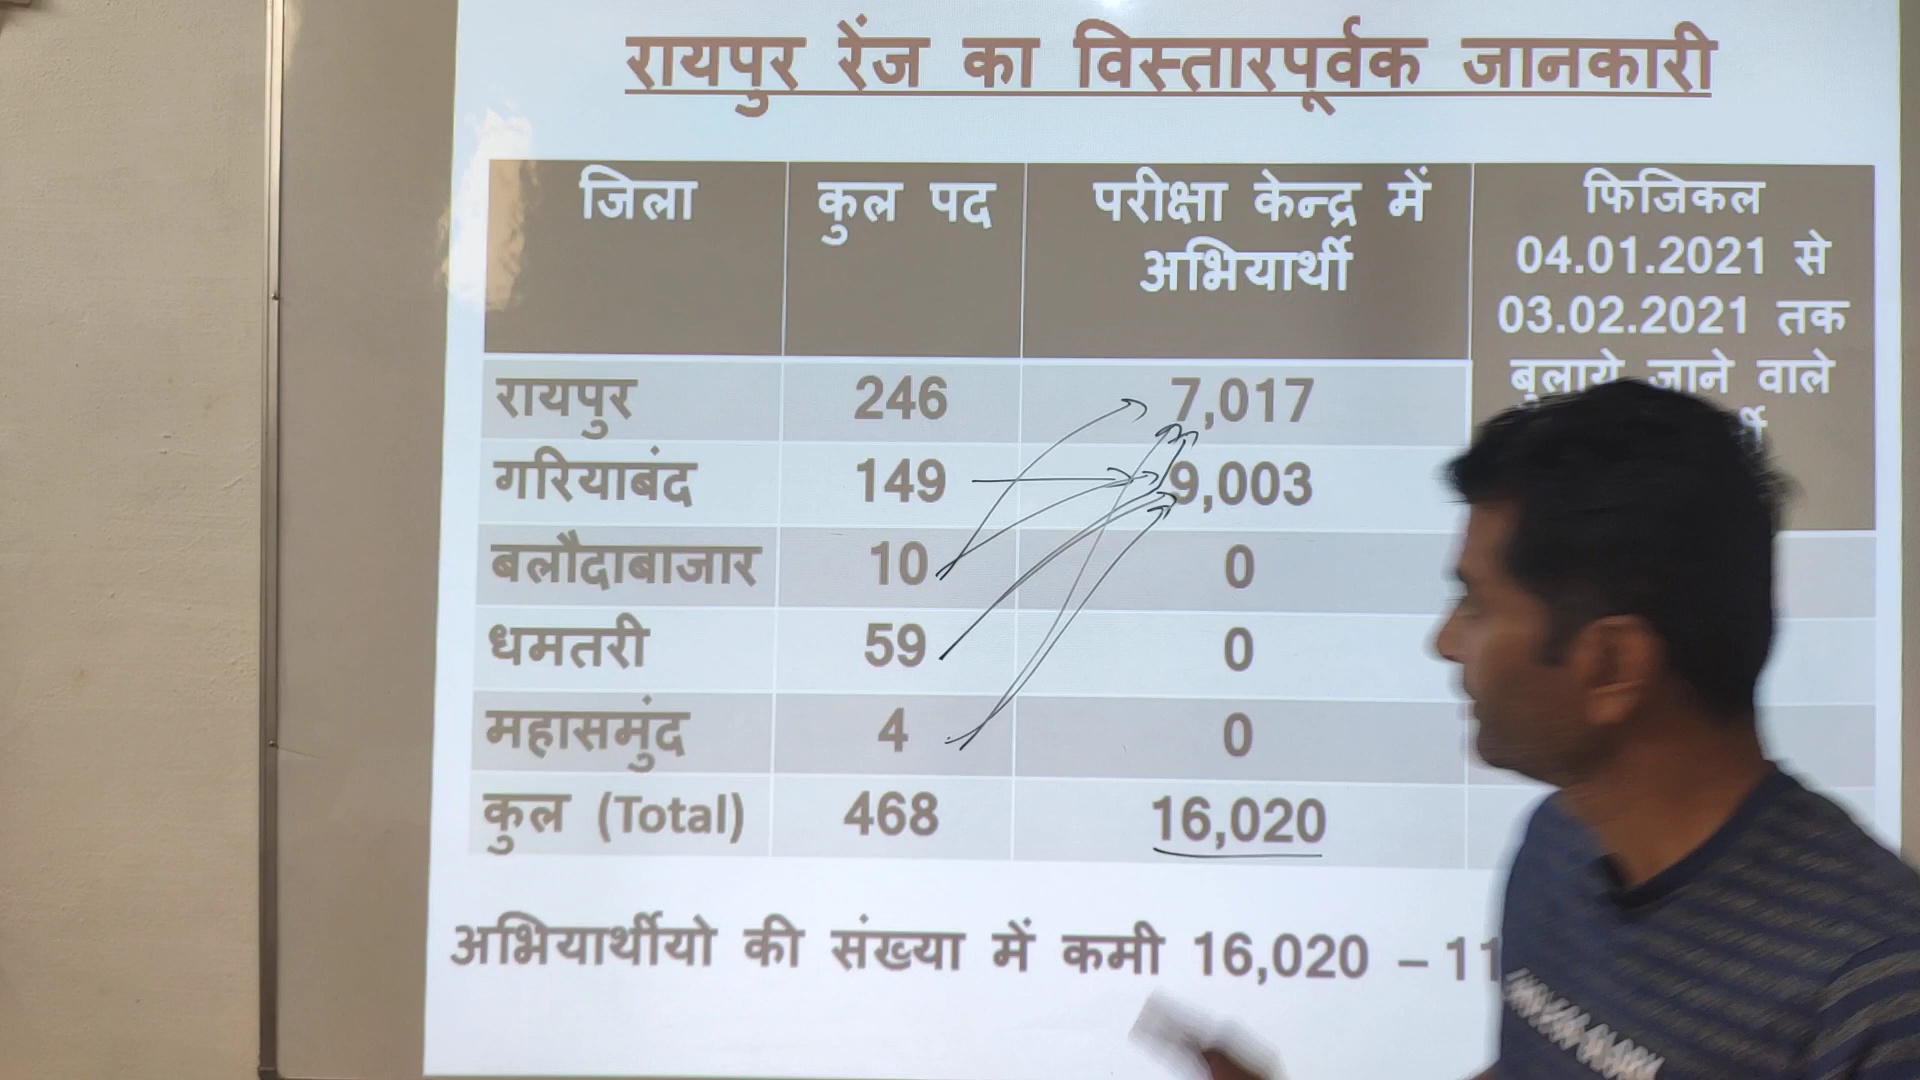 रायपुर रेंज का विस्तारपूर्वक जानकारी
जिला
कुल पद
परीक्षा केन्द्र में
अभियार्थी
फिजिकल
04.01.2021 से
03.02.2021 तक
बुलाये जाने वाले
रायपुर 246 7,017
गरियाबंद 149 9,003
बलौदाबाजार 10 0
धमतरी 59 0
महासमुंद 4 0
कुल (Total) 468 16,020
अभियार्थीयो की संख्या में कमी 16,020 – 11